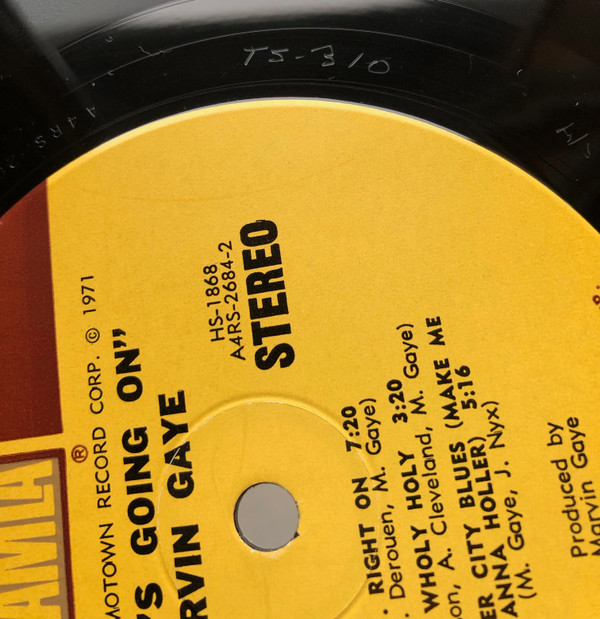 TS-310
A4RS
HS-1868
A4RS-2684-2
STEREO
MOTOWN RECORD CORP. © 1971
'S GOING ON"
RVIN GAYE
AMLA ®
RIGHT ON 7:20
Derouen, M. Gaye)
WHOLY HOLY 3:20
on, A. Cleveland, M. Gaye)
ER CITY BLUES (MAKE ME
ANNA HOLLER) 5:16
(M. Gaye, J. Nyx)
Produced by
Marvin Gaye